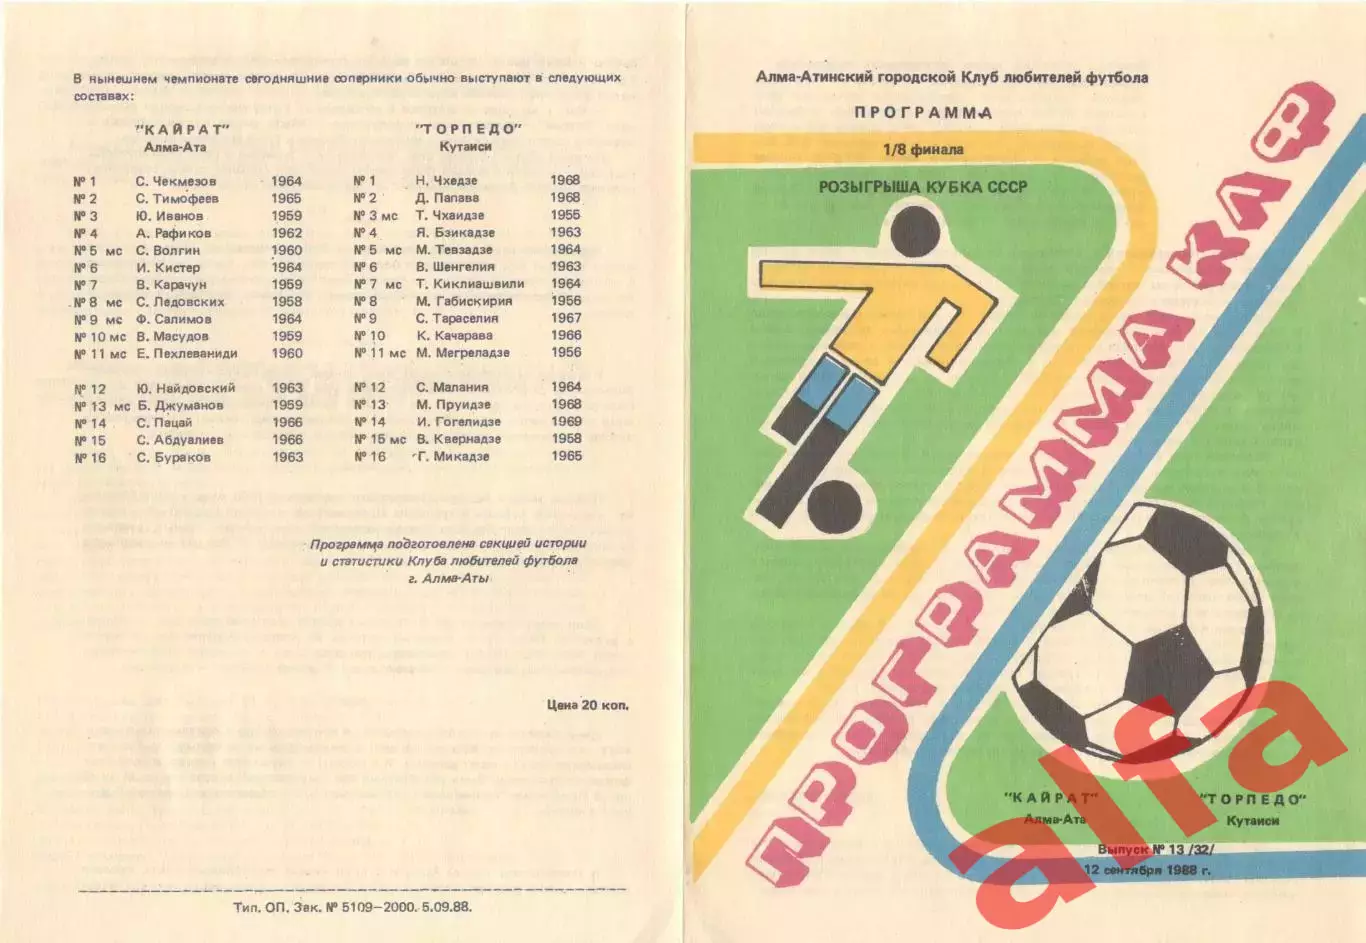 В нынешнем чемпионате сегодняшние соперники обычно выступают в следующих
составах:
"КАЙРАТ" "ТОРПЕДО"
Алма-Ата Кутаиси
№ 1 С. Чекмезов 1964 № 1 Н. Чхедзе 1968
№ 2 С. Тимофеев 1965 № 2 Д. Папава 1968
№ 3 Ю. Иванов 1959 № 3 мс Т. Чхаидзе 1955
№ 4 А. Рафиков 1962 № 4 Я. Бзикадзе 1963
№ 5 мс С. Волгин 1960 № 5 мс М. Тевзадзе 1964
№ 6 И. Кистер 1964 № 6 В. Шенгелия 1963
№ 7 В. Карачун 1959 № 7 мс Т. Киклиашвили 1964
№ 8 мс С. Ледовских 1958 № 8 М. Габискирия 1956
№ 9 мс Ф. Салимов 1964 № 9 С. Тараселия 1967
№ 10 мс В. Масудов 1959 № 10 К. Качарава 1966
№ 11 мс Е. Пехлеваниди 1960 № 11 мс М. Мегреладзе 1956
№ 12 Ю. Найдовский 1963 № 12 С. Малания 1964
№ 13 мс Б. Джуманов 1959 № 13 М. Пруидзе 1968
№ 14 С. Пацай 1966 № 14 И. Гогелидзе 1969
№ 15 С. Абдуалиев 1966 № 15 мс В. Квернадзе 1958
№ 16 С. Бураков 1963 № 16 Г. Микадзе 1965
Программа подготовлена секцией истории
и статистики Клуба любителей футбола
г. Алма-Аты
Цена 20 коп.
Тип. ОП. Зак. № 5109-2000. 5.09.88.
Алма-Атинский городской Клуб любителей футбола
ПРОГРАММА
1/8 финала
РОЗЫГРЫША КУБКА СССР
ПРОГРАММА КЛФ
"КАЙРАТ" "ТОРПЕДО"
Алма-Ата Кутаиси
Выпуск № 13 /32/
12 сентября 1988 г.
alfa